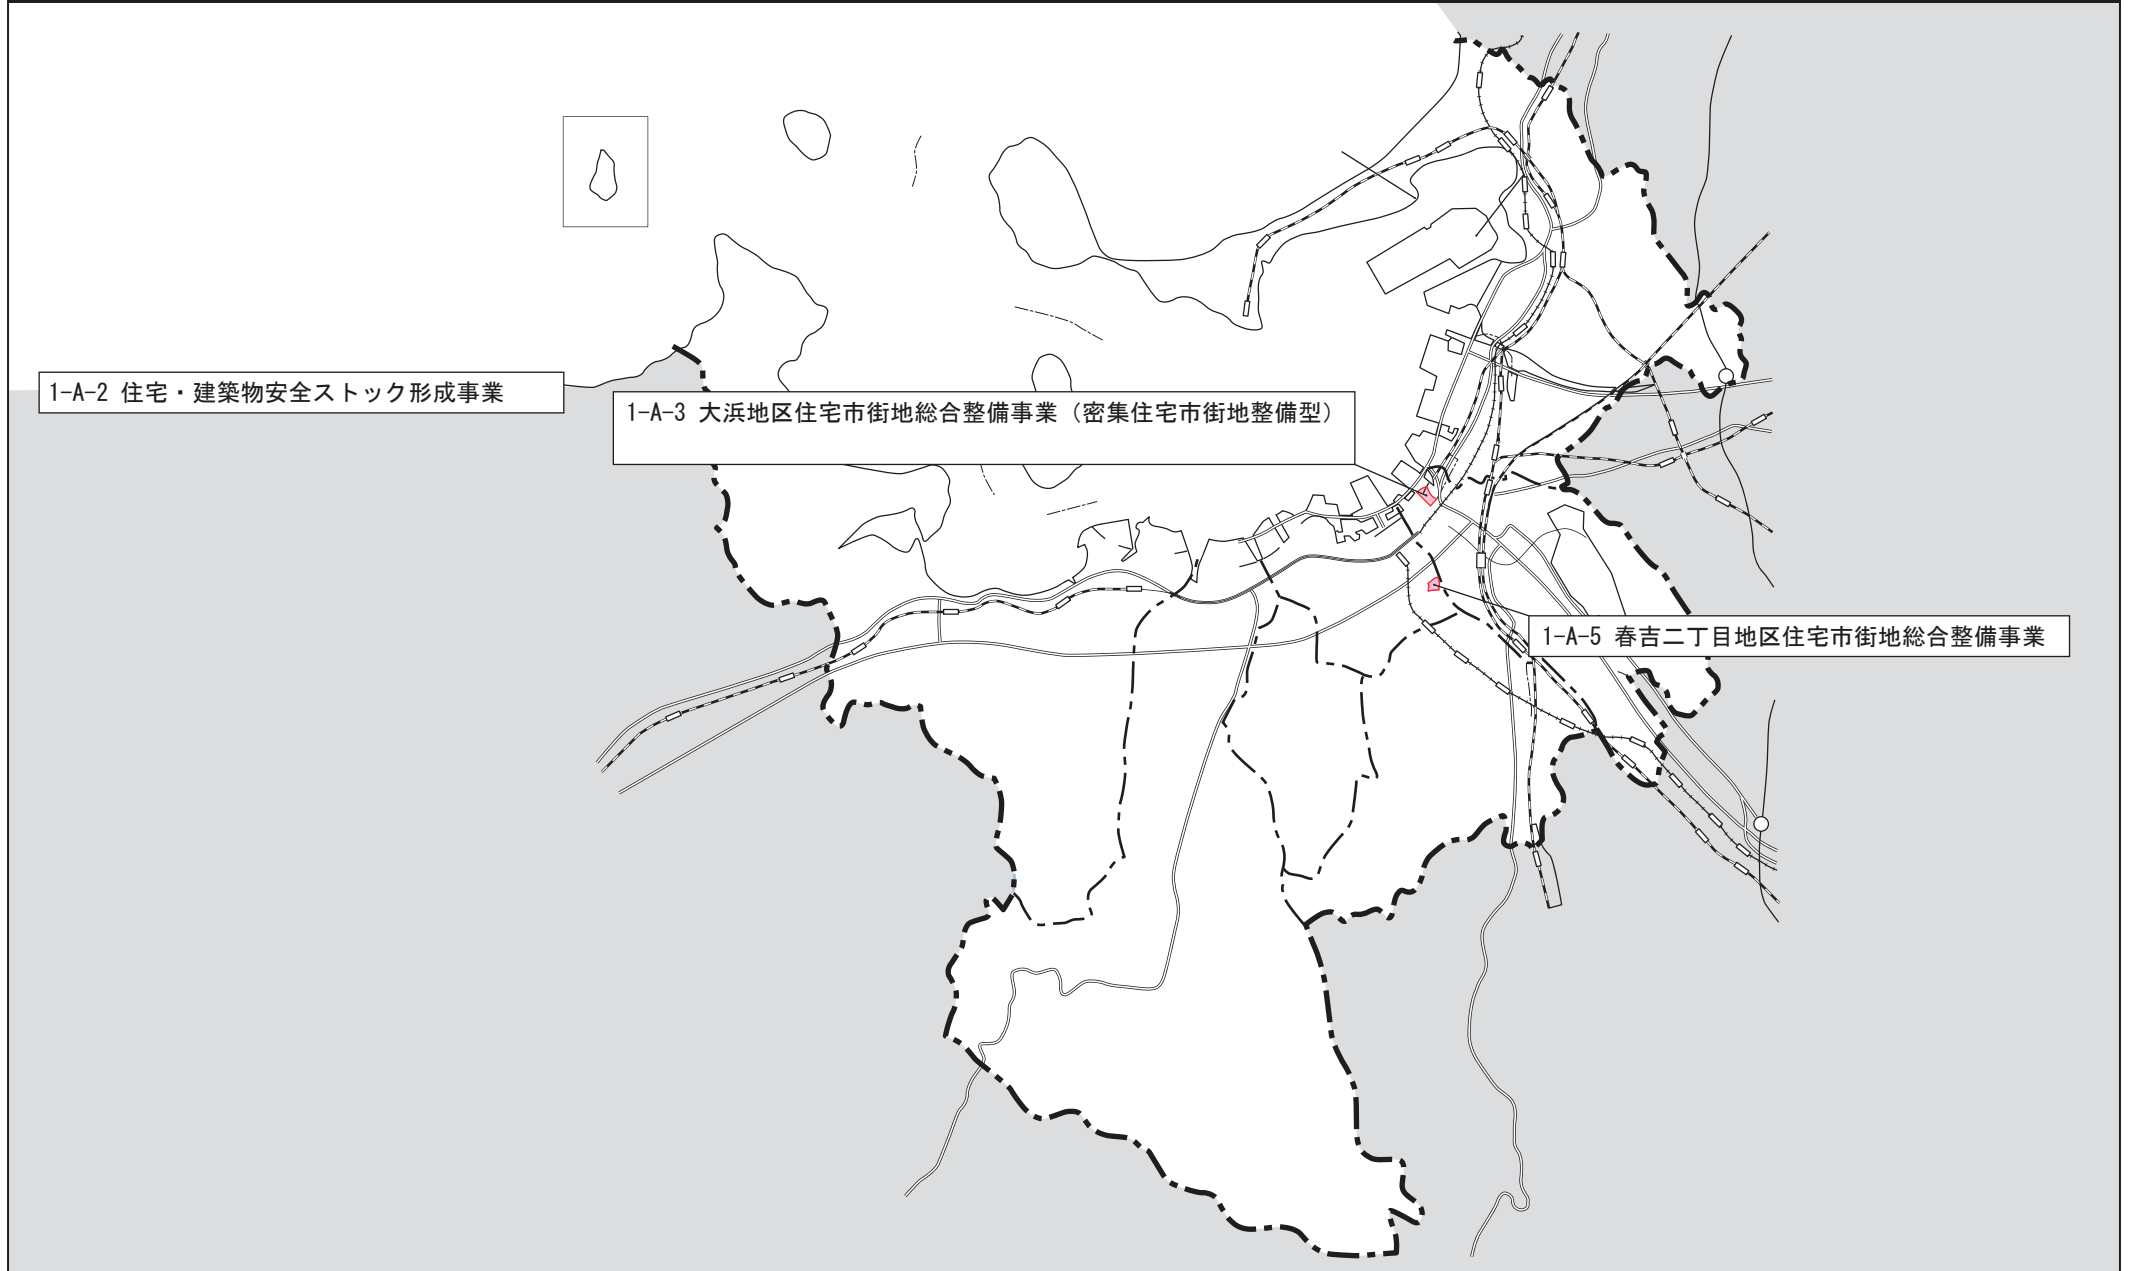 1-A-2 住宅・建築物安全ストック形成事業
1-A-3 大浜地区住宅市街地総合整備事業（密集住宅市街地整備型）
1-A-5 春吉二丁目地区住宅市街地総合整備事業